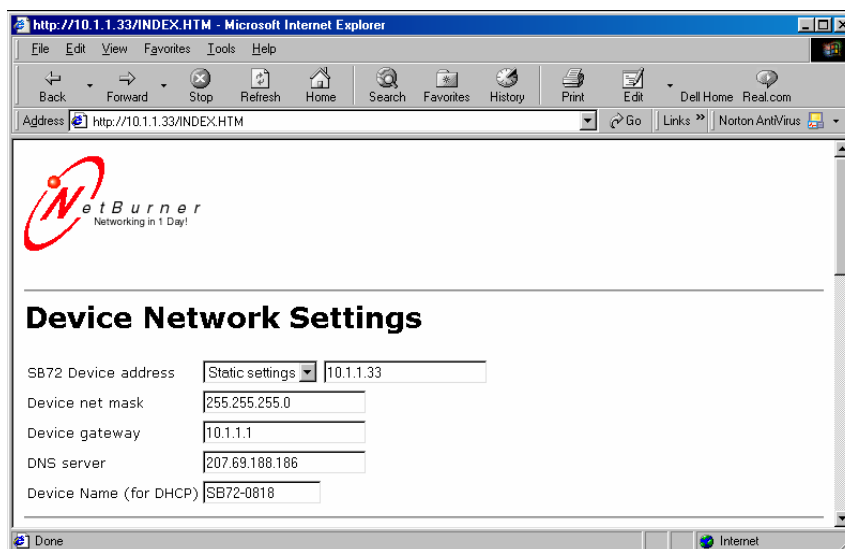 http://10.1.1.33/INDEX.HTM - Microsoft Internet Explorer
File Edit View Favorites Tools Help
Back Forward Stop Refresh Home Search Favorites History Print Edit Dell Home Real.com
Address http://10.1.1.33/INDEX.HTM Go Links » Norton AntiVirus
NetBurner
Networking in 1 Day!
Device Network Settings
SB72 Device address Static settings 10.1.1.33
Device net mask 255.255.255.0
Device gateway 10.1.1.1
DNS server 207.69.188.186
Device Name (for DHCP) SB72-0818
Done Internet